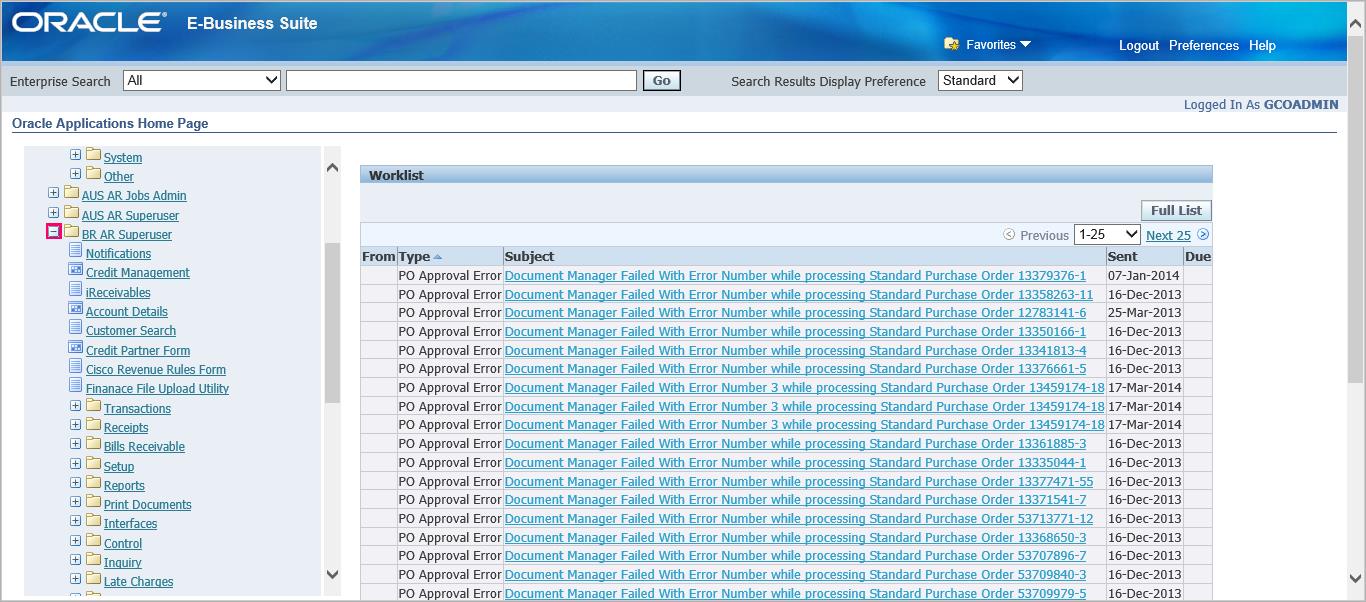 ORACLE® E-Business Suite
Favorites
Logout Preferences Help
Enterprise Search All Go Search Results Display Preference Standard
Logged In As GCOADMIN
Oracle Applications Home Page
System
Other
AUS AR Jobs Admin
AUS AR Superuser
BR AR Superuser
Notifications
Credit Management
iReceivables
Account Details
Customer Search
Credit Partner Form
Cisco Revenue Rules Form
Finanace File Upload Utility
Transactions
Receipts
Bills Receivable
Setup
Reports
Print Documents
Interfaces
Control
Inquiry
Late Charges
Worklist
Full List
Previous 1-25 Next 25
From Type Subject Sent Due
PO Approval Error Document Manager Failed With Error Number while processing Standard Purchase Order 13379376-1 07-Jan-2014
PO Approval Error Document Manager Failed With Error Number while processing Standard Purchase Order 13358263-11 16-Dec-2013
PO Approval Error Document Manager Failed With Error Number while processing Standard Purchase Order 12783141-6 25-Mar-2013
PO Approval Error Document Manager Failed With Error Number while processing Standard Purchase Order 13350166-1 16-Dec-2013
PO Approval Error Document Manager Failed With Error Number while processing Standard Purchase Order 13341813-4 16-Dec-2013
PO Approval Error Document Manager Failed With Error Number while processing Standard Purchase Order 13376661-5 16-Dec-2013
PO Approval Error Document Manager Failed With Error Number 3 while processing Standard Purchase Order 13459174-18 17-Mar-2014
PO Approval Error Document Manager Failed With Error Number 3 while processing Standard Purchase Order 13459174-18 17-Mar-2014
PO Approval Error Document Manager Failed With Error Number 3 while processing Standard Purchase Order 13459174-18 17-Mar-2014
PO Approval Error Document Manager Failed With Error Number while processing Standard Purchase Order 13361885-3 16-Dec-2013
PO Approval Error Document Manager Failed With Error Number while processing Standard Purchase Order 13335044-1 16-Dec-2013
PO Approval Error Document Manager Failed With Error Number while processing Standard Purchase Order 13377471-55 16-Dec-2013
PO Approval Error Document Manager Failed With Error Number while processing Standard Purchase Order 13371541-7 16-Dec-2013
PO Approval Error Document Manager Failed With Error Number while processing Standard Purchase Order 53713771-12 16-Dec-2013
PO Approval Error Document Manager Failed With Error Number while processing Standard Purchase Order 13368650-3 16-Dec-2013
PO Approval Error Document Manager Failed With Error Number while processing Standard Purchase Order 53707896-7 16-Dec-2013
PO Approval Error Document Manager Failed With Error Number while processing Standard Purchase Order 53709840-3 16-Dec-2013
PO Approval Error Document Manager Failed With Error Number while processing Standard Purchase Order 53709979-5 16-Dec-2013